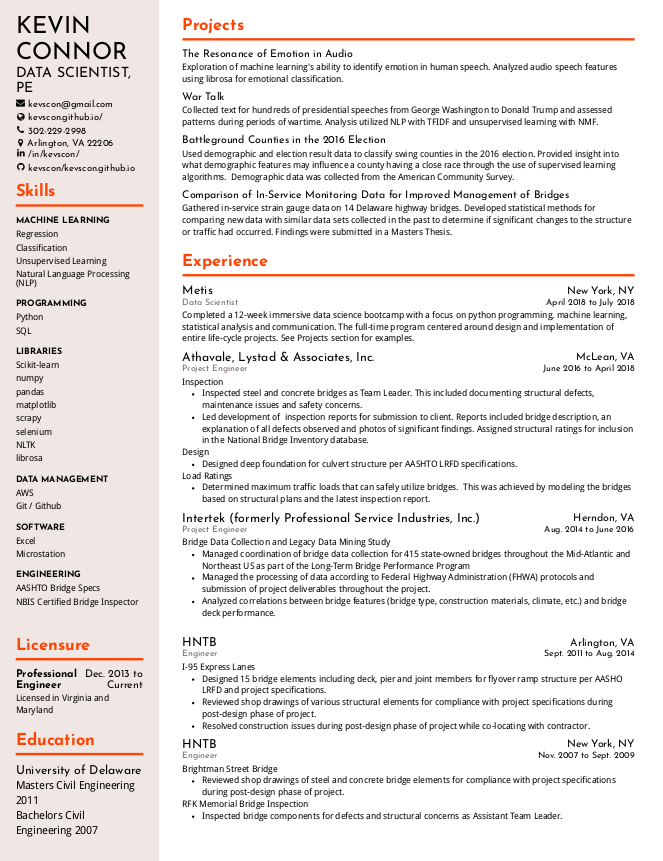 KEVIN
CONNOR
DATA SCIENTIST,
PE
kevscon@gmail.com
kevscon.github.io/
302-229-2998
Arlington, VA 22206
/in/kevscon/
kevscon/kevscon.github.io
Skills
MACHINE LEARNING
Regression
Classification
Unsupervised Learning
Natural Language Processing
(NLP)
PROGRAMMING
Python
SQL
LIBRARIES
Scikit-learn
numpy
pandas
matplotlib
scrapy
selenium
NLTK
librosa
DATA MANAGEMENT
AWS
Git / Github
SOFTWARE
Excel
Microstation
ENGINEERING
AASHTO Bridge Specs
NBIS Certified Bridge Inspector
Licensure
Professional Dec. 2013 to
Engineer Current
Licensed in Virginia and
Maryland
Education
University of Delaware
Masters Civil Engineering
2011
Bachelors Civil
Engineering 2007
Projects
The Resonance of Emotion in Audio
Exploration of machine learning's ability to identify emotion in human speech. Analyzed audio speech features
using librosa for emotional classification.
War Talk
Collected text for hundreds of presidential speeches from George Washington to Donald Trump and assessed
patterns during periods of wartime. Analysis utilized NLP with TFIDF and unsupervised learning with NMF.
Battleground Counties in the 2016 Election
Used demographic and election result data to classify swing counties in the 2016 election. Provided insight into
what demographic features may influence a county having a close race through the use of supervised learning
algorithms. Demographic data was collected from the American Community Survey.
Comparison of In-Service Monitoring Data for Improved Management of Bridges
Gathered in-service strain gauge data on 14 Delaware highway bridges. Developed statistical methods for
comparing new data with similar data sets collected in the past to determine if significant changes to the structure
or traffic had occurred. Findings were submitted in a Masters Thesis.
Experience
Metis New York, NY
Data Scientist April 2018 to July 2018
Completed a 12-week immersive data science bootcamp with a focus on python programming, machine learning,
statistical analysis and communication. The full-time program centered around design and implementation of
entire life-cycle projects. See Projects section for examples.
Athavale, Lystad & Associates, Inc. McLean, VA
Project Engineer June 2016 to April 2018
Inspection
• Inspected steel and concrete bridges as Team Leader. This included documenting structural defects,
maintenance issues and safety concerns.
• Led development of inspection reports for submission to client. Reports included bridge description, an
explanation of all defects observed and photos of significant findings. Assigned structural ratings for inclusion
in the National Bridge Inventory database.
Design
• Designed deep foundation for culvert structure per AASHTO LRFD specifications.
Load Ratings
• Determined maximum traffic loads that can safely utilize bridges. This was achieved by modeling the bridges
based on structural plans and the latest inspection report.
Intertek (formerly Professional Service Industries, Inc.) Herndon, VA
Project Engineer Aug. 2014 to June 2016
Bridge Data Collection and Legacy Data Mining Study
• Managed coordination of bridge data collection for 415 state-owned bridges throughout the Mid-Atlantic and
Northeast US as part of the Long-Term Bridge Performance Program
• Managed the processing of data according to Federal Highway Administration (FHWA) protocols and
submission of project deliverables throughout the project.
• Analyzed correlations between bridge features (bridge type, construction materials, climate, etc.) and bridge
deck performance.
HNTB Arlington, VA
Engineer Sept. 2011 to Aug. 2014
I-95 Express Lanes
• Designed 15 bridge elements including deck, pier and joint members for flyover ramp structure per AASHO
LRFD and project specifications.
• Reviewed shop drawings of various structural elements for compliance with project specifications during
post-design phase of project.
• Resolved construction issues during post-design phase of project while co-locating with contractor.
HNTB New York, NY
Engineer Nov. 2007 to Sept. 2009
Brightman Street Bridge
• Reviewed shop drawings of steel and concrete bridge elements for compliance with project specifications
during post-design phase of project.
RFK Memorial Bridge Inspection
• Inspected bridge components for defects and structural concerns as Assistant Team Leader.